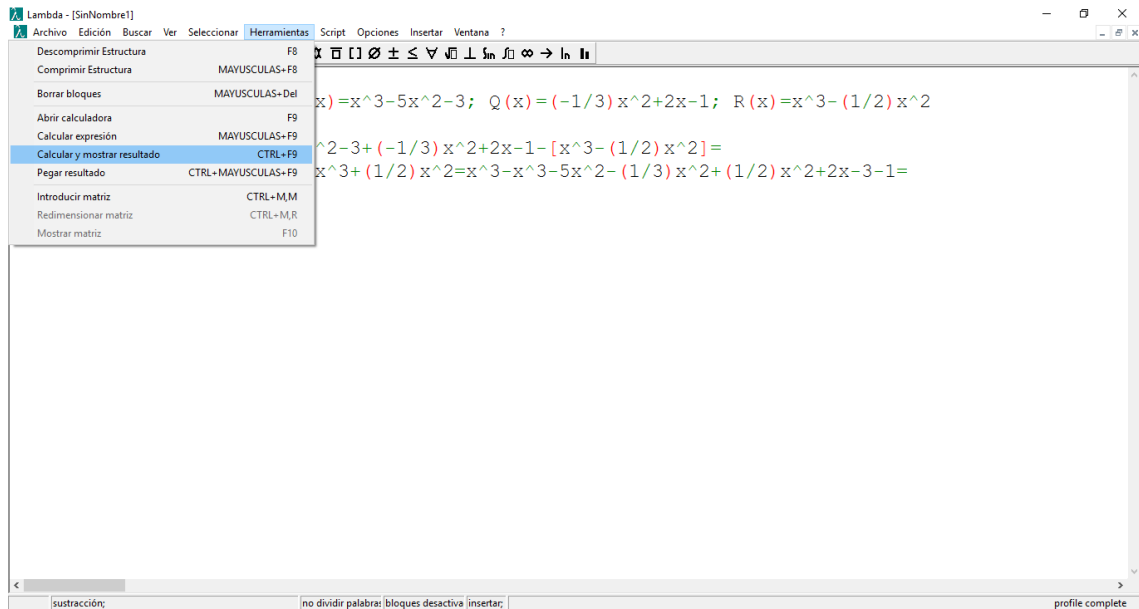 Lambda - [SinNombre1]
Archivo Edición Buscar Ver Seleccionar Herramientas Script Opciones Insertar Ventana ?
Descomprimir Estructura F8
Comprimir Estructura MAYUSCULAS+F8
Borrar bloques MAYUSCULAS+Del
Abrir calculadora F9
Calcular expresión MAYUSCULAS+F9
Calcular y mostrar resultado CTRL+F9
Pegar resultado CTRL+MAYUSCULAS+F9
Introducir matriz CTRL+M,M
Redimensionar matriz CTRL+M,R
Mostrar matriz F10
[] Ø ± ≤ ∀ √ ⊥ Sin ∫ ∞ → ln
x)=x^3-5x^2-3; Q(x)=(-1/3)x^2+2x-1; R(x)=x^3-(1/2)x^2
^2-3+(-1/3)x^2+2x-1-[x^3-(1/2)x^2]=
x^3+(1/2)x^2=x^3-x^3-5x^2-(1/3)x^2+(1/2)x^2+2x-3-1=
sustracción; no dividir palabra: bloques desactiva insertar; profile complete